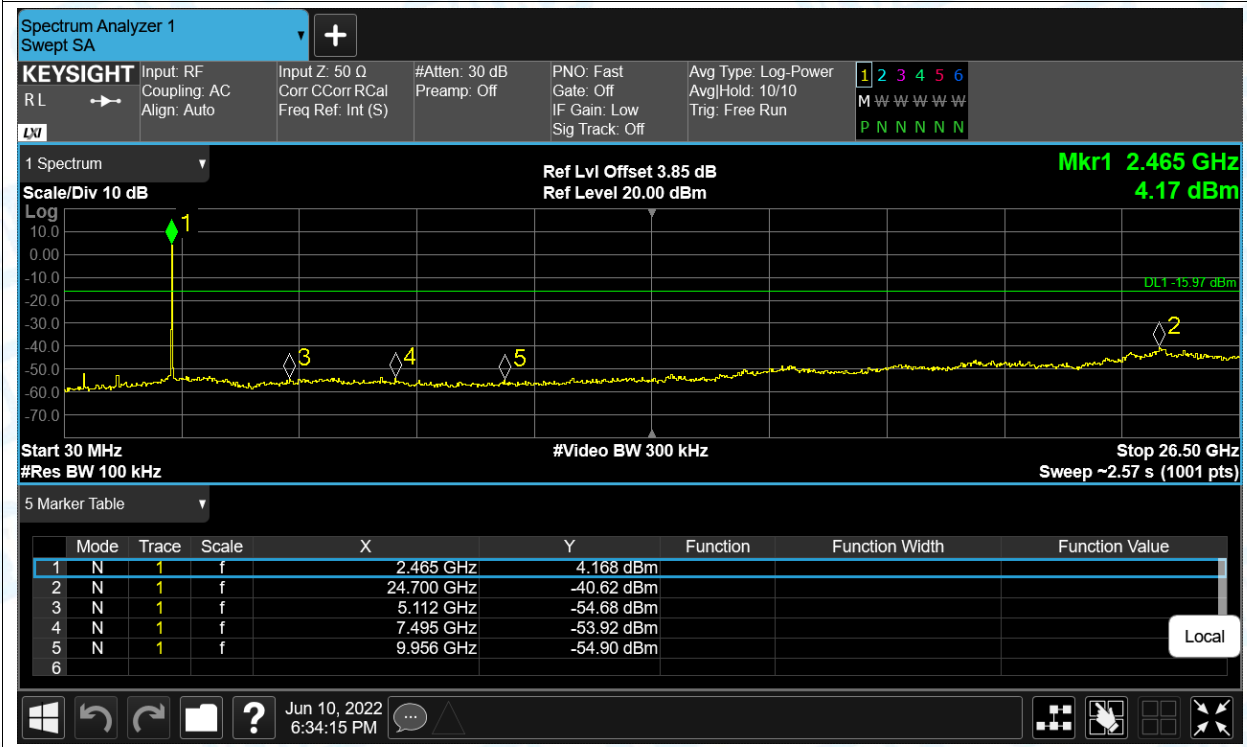 Spectrum Analyzer 1
Swept SA
KEYSIGHT
R L
LXI
Input: RF
Coupling: AC
Align: Auto
Input Z: 50 Ω
Corr CCorr RCal
Freq Ref: Int (S)
#Atten: 30 dB
Preamp: Off
PNO: Fast
Gate: Off
IF Gain: Low
Sig Track: Off
Avg Type: Log-Power
Avg|Hold: 10/10
Trig: Free Run
1 2 3 4 5 6
M W W W W W
P N N N N N
1 Spectrum
Scale/Div 10 dB
Ref Lvl Offset 3.85 dB
Ref Level 20.00 dBm
Mkr1 2.465 GHz
4.17 dBm
Log
10.0
0.00
-10.0
-20.0
-30.0
-40.0
-50.0
-60.0
-70.0
1
DL1 -15.97 dBm
2
3
4
5
Start 30 MHz
#Res BW 100 kHz
#Video BW 300 kHz
Stop 26.50 GHz
Sweep ~2.57 s (1001 pts)
5 Marker Table
Mode Trace Scale X Y Function Function Width Function Value
1 N 1 f 2.465 GHz 4.168 dBm
2 N 1 f 24.700 GHz -40.62 dBm
3 N 1 f 5.112 GHz -54.68 dBm
4 N 1 f 7.495 GHz -53.92 dBm
5 N 1 f 9.956 GHz -54.90 dBm
6
Local
?
Jun 10, 2022
6:34:15 PM